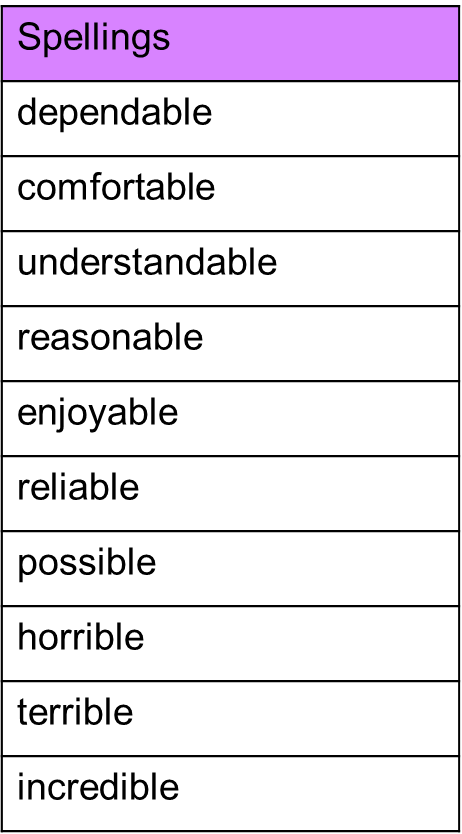 Spellings
dependable
comfortable
understandable
reasonable
enjoyable
reliable
possible
horrible
terrible
incredible